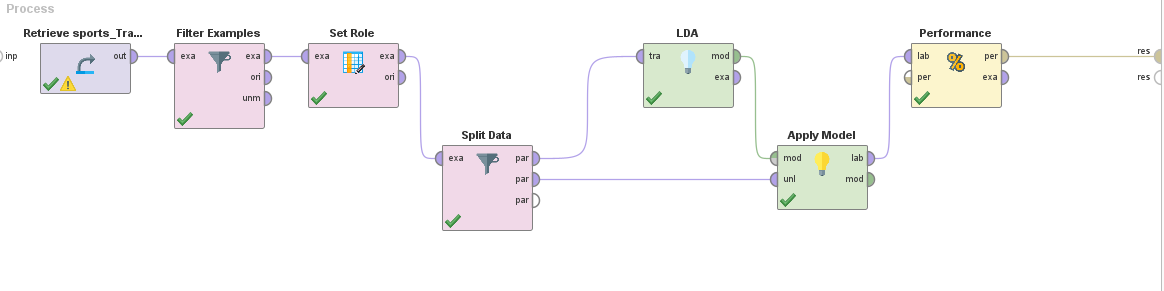 Process
Retrieve sports_Tra...
inp
out
Filter Examples
exa
exa
ori
unm
Set Role
exa
exa
ori
Split Data
exa
par
par
par
LDA
tra
mod
exa
Apply Model
mod
lab
unl
mod
Performance
lab
per
per
exa
%
res
res